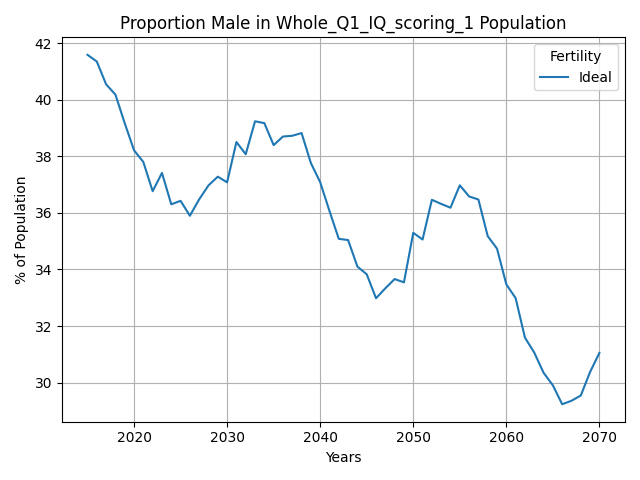 Proportion Male in Whole_Q1_IQ_scoring_1 Population
Fertility
Ideal
% of Population
42
40
38
36
34
32
30
2020 2030 2040 2050 2060 2070
Years